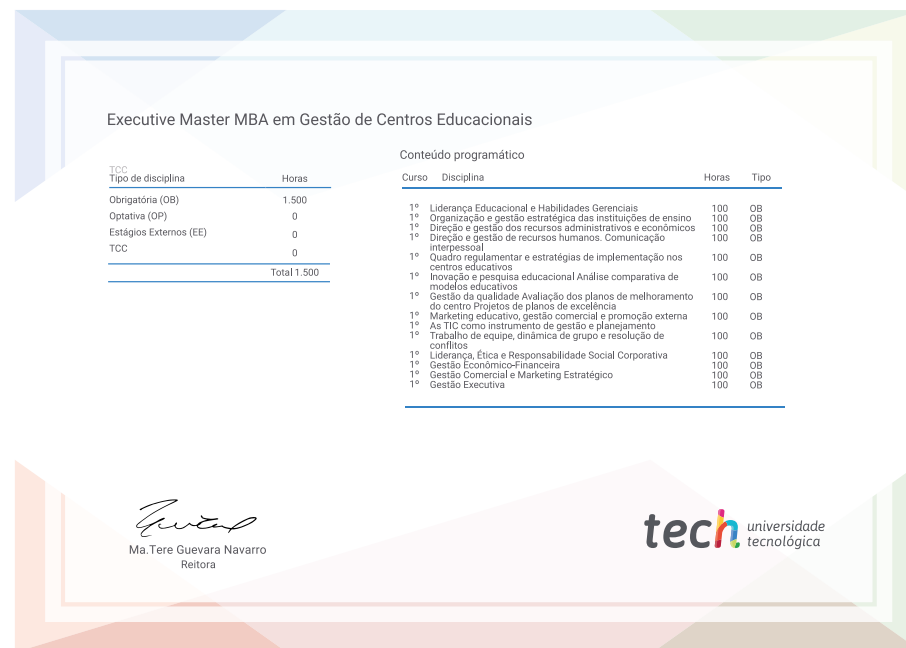 Executive Master MBA em Gestão de Centros Educacionais
TCC
Tipo de disciplina Horas
Obrigatória (OB) 1.500
Optativa (OP) 0
Estágios Externos (EE) 0
TCC 0
Total 1.500
Conteúdo programático
Curso Disciplina Horas Tipo
1º Liderança Educacional e Habilidades Gerenciais 100 OB
1º Organização e gestão estratégica das instituições de ensino 100 OB
1º Direção e gestão dos recursos administrativos e econômicos 100 OB
1º Direção e gestão de recursos humanos. Comunicação 100 OB
interpessoal
1º Quadro regulamentar e estratégias de implementação nos 100 OB
centros educativos
1º Inovação e pesquisa educacional Análise comparativa de 100 OB
modelos educativos
1º Gestão da qualidade Avaliação dos planos de melhoramento 100 OB
do centro Projetos de planos de excelência
1º Marketing educativo, gestão comercial e promoção externa 100 OB
1º As TIC como instrumento de gestão e planejamento 100 OB
1º Trabalho de equipe, dinâmica de grupo e resolução de 100 OB
conflitos
1º Liderança, Ética e Responsabilidade Social Corporativa 100 OB
1º Gestão Econômico-Financeira 100 OB
1º Gestão Comercial e Marketing Estratégico 100 OB
1º Gestão Executiva 100 OB
Ma.Tere Guevara Navarro
Reitora
tech universidade
tecnológica